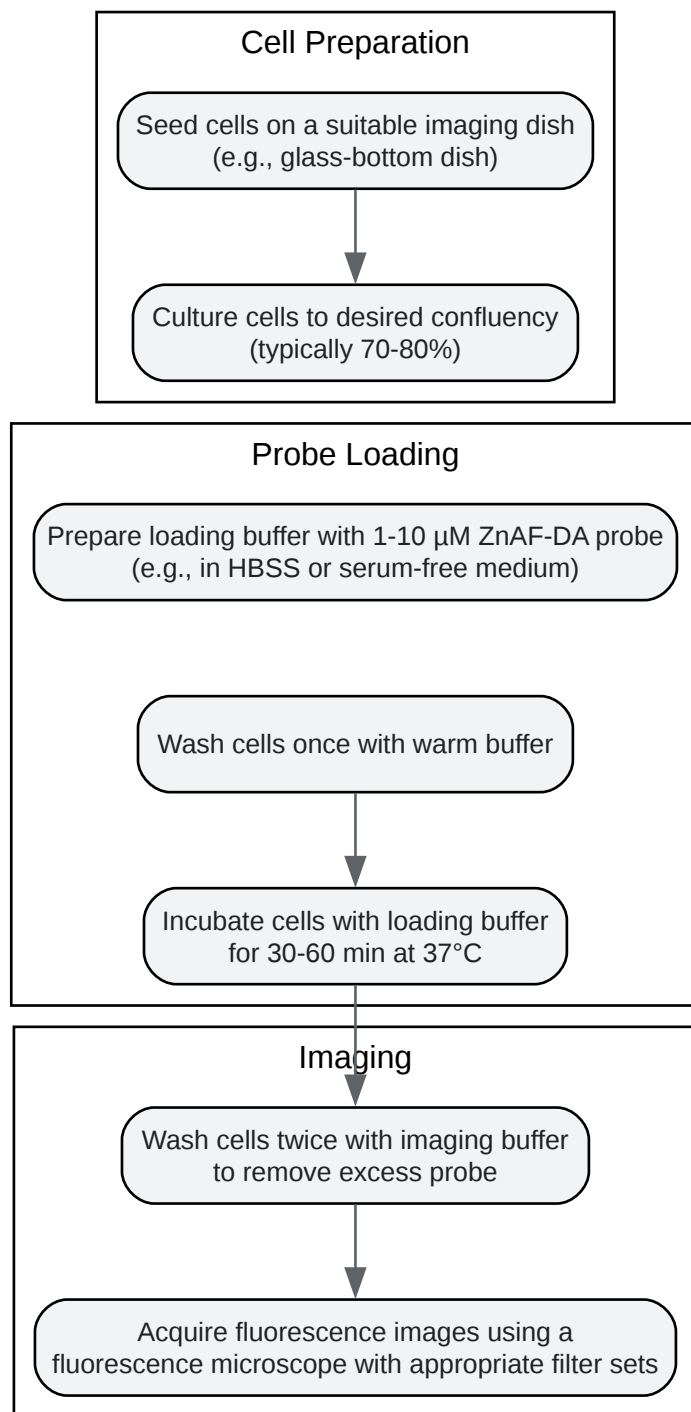 Cell Preparation
Seed cells on a suitable imaging dish
(e.g., glass-bottom dish)
Culture cells to desired confluency
(typically 70-80%)
Probe Loading
Prepare loading buffer with 1-10 µM ZnAF-DA probe
(e.g., in HBSS or serum-free medium)
Wash cells once with warm buffer
Incubate cells with loading buffer
for 30-60 min at 37°C
Imaging
Wash cells twice with imaging buffer
to remove excess probe
Acquire fluorescence images using a
fluorescence microscope with appropriate filter sets